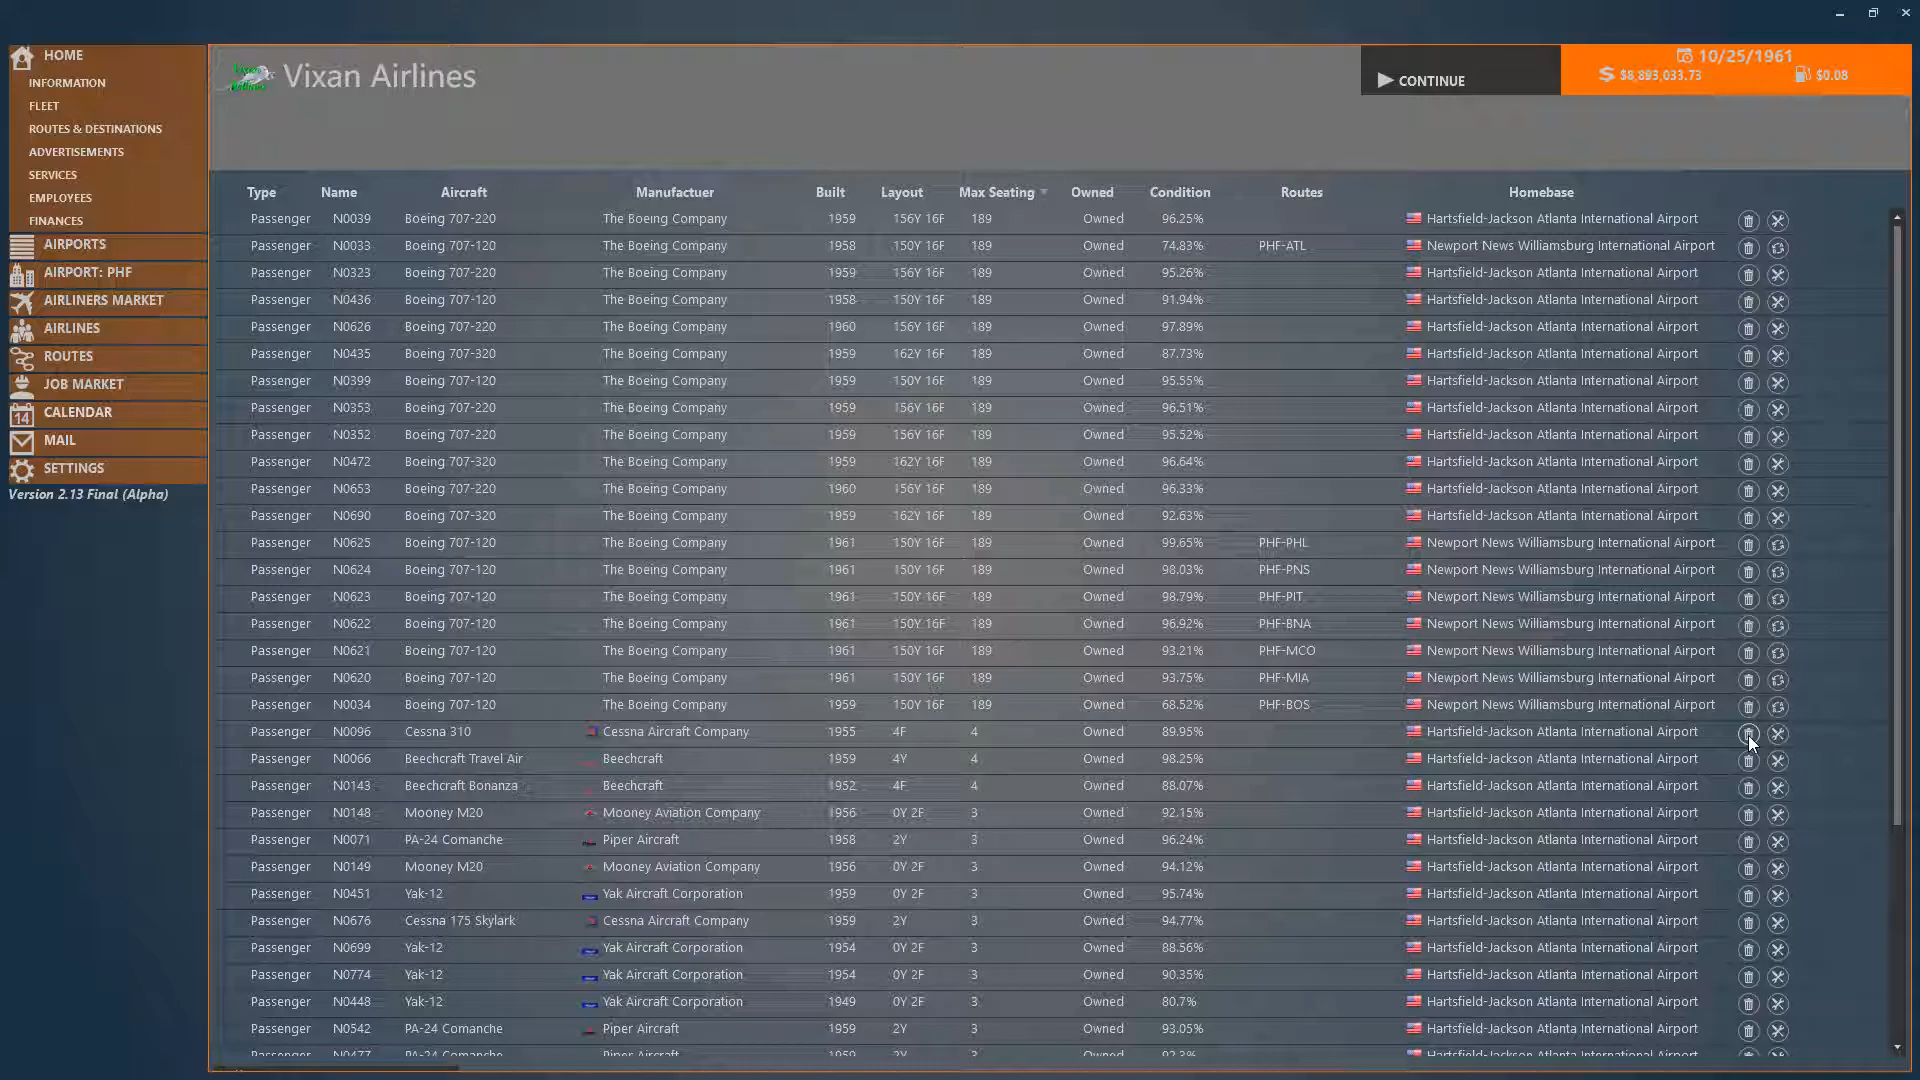 HOME
INFORMATION
FLEET
ROUTES & DESTINATIONS
ADVERTISEMENTS
SERVICES
EMPLOYEES
FINANCES
AIRPORTS
AIRPORT: PHF
AIRLINERS MARKET
AIRLINES
ROUTES
JOB MARKET
14 CALENDAR
MAIL
SETTINGS
Version 2.13 Final (Alpha)
Vixan Airlines
CONTINUE
10/25/1961
$8,893,033.73 $0.08
Type Name Aircraft Manufactuer Built Layout Max Seating Owned Condition Routes Homebase
Passenger N0039 Boeing 707-220 The Boeing Company 1959 156Y 16F 189 Owned 96.25% Hartsfield-Jackson Atlanta International Airport
Passenger N0033 Boeing 707-120 The Boeing Company 1958 150Y 16F 189 Owned 74.83% PHF-ATL Newport News Williamsburg International Airport
Passenger N0323 Boeing 707-220 The Boeing Company 1959 156Y 16F 189 Owned 95.26% Hartsfield-Jackson Atlanta International Airport
Passenger N0436 Boeing 707-120 The Boeing Company 1958 150Y 16F 189 Owned 91.94% Hartsfield-Jackson Atlanta International Airport
Passenger N0626 Boeing 707-220 The Boeing Company 1960 156Y 16F 189 Owned 97.89% Hartsfield-Jackson Atlanta International Airport
Passenger N0435 Boeing 707-320 The Boeing Company 1959 162Y 16F 189 Owned 87.73% Hartsfield-Jackson Atlanta International Airport
Passenger N0399 Boeing 707-120 The Boeing Company 1959 150Y 16F 189 Owned 95.55% Hartsfield-Jackson Atlanta International Airport
Passenger N0353 Boeing 707-220 The Boeing Company 1959 156Y 16F 189 Owned 96.51% Hartsfield-Jackson Atlanta International Airport
Passenger N0352 Boeing 707-220 The Boeing Company 1959 156Y 16F 189 Owned 95.52% Hartsfield-Jackson Atlanta International Airport
Passenger N0472 Boeing 707-320 The Boeing Company 1959 162Y 16F 189 Owned 96.64% Hartsfield-Jackson Atlanta International Airport
Passenger N0653 Boeing 707-220 The Boeing Company 1960 156Y 16F 189 Owned 96.33% Hartsfield-Jackson Atlanta International Airport
Passenger N0690 Boeing 707-320 The Boeing Company 1959 162Y 16F 189 Owned 92.63% Hartsfield-Jackson Atlanta International Airport
Passenger N0625 Boeing 707-120 The Boeing Company 1961 150Y 16F 189 Owned 99.65% PHF-PHL Newport News Williamsburg International Airport
Passenger N0624 Boeing 707-120 The Boeing Company 1961 150Y 16F 189 Owned 98.03% PHF-PNS Newport News Williamsburg International Airport
Passenger N0623 Boeing 707-120 The Boeing Company 1961 150Y 16F 189 Owned 98.79% PHF-PIT Newport News Williamsburg International Airport
Passenger N0622 Boeing 707-120 The Boeing Company 1961 150Y 16F 189 Owned 96.92% PHF-BNA Newport News Williamsburg International Airport
Passenger N0621 Boeing 707-120 The Boeing Company 1961 150Y 16F 189 Owned 93.21% PHF-MCO Newport News Williamsburg International Airport
Passenger N0620 Boeing 707-120 The Boeing Company 1961 150Y 16F 189 Owned 93.75% PHF-MIA Newport News Williamsburg International Airport
Passenger N0034 Boeing 707-120 The Boeing Company 1959 150Y 16F 189 Owned 68.52% PHF-BOS Newport News Williamsburg International Airport
Passenger N0096 Cessna 310 Cessna Aircraft Company 1955 4F 4 Owned 89.95% Hartsfield-Jackson Atlanta International Airport
Passenger N0066 Beechcraft Travel Air Beechcraft 1959 4Y 4 Owned 98.25% Hartsfield-Jackson Atlanta International Airport
Passenger N0143 Beechcraft Bonanza Beechcraft 1952 4F 4 Owned 88.07% Hartsfield-Jackson Atlanta International Airport
Passenger N0148 Mooney M20 Mooney Aviation Company 1956 0Y 2F 3 Owned 92.15% Hartsfield-Jackson Atlanta International Airport
Passenger N0071 PA-24 Comanche Piper Aircraft 1958 2Y 3 Owned 96.24% Hartsfield-Jackson Atlanta International Airport
Passenger N0149 Mooney M20 Mooney Aviation Company 1956 0Y 2F 3 Owned 94.12% Hartsfield-Jackson Atlanta International Airport
Passenger N0451 Yak-12 Yak Aircraft Corporation 1959 0Y 2F 3 Owned 95.74% Hartsfield-Jackson Atlanta International Airport
Passenger N0676 Cessna 175 Skylark Cessna Aircraft Company 1959 2Y 3 Owned 94.77% Hartsfield-Jackson Atlanta International Airport
Passenger N0699 Yak-12 Yak Aircraft Corporation 1954 0Y 2F 3 Owned 88.56% Hartsfield-Jackson Atlanta International Airport
Passenger N0774 Yak-12 Yak Aircraft Corporation 1954 0Y 2F 3 Owned 90.35% Hartsfield-Jackson Atlanta International Airport
Passenger N0448 Yak-12 Yak Aircraft Corporation 1949 0Y 2F 3 Owned 80.7% Hartsfield-Jackson Atlanta International Airport
Passenger N0542 PA-24 Comanche Piper Aircraft 1959 2Y 3 Owned 93.05% Hartsfield-Jackson Atlanta International Airport
Passenger N0477 PA-24 Comanche Piper Aircraft 1959 2Y 3 Owned Hartsfield-Jackson Atlanta International Airport